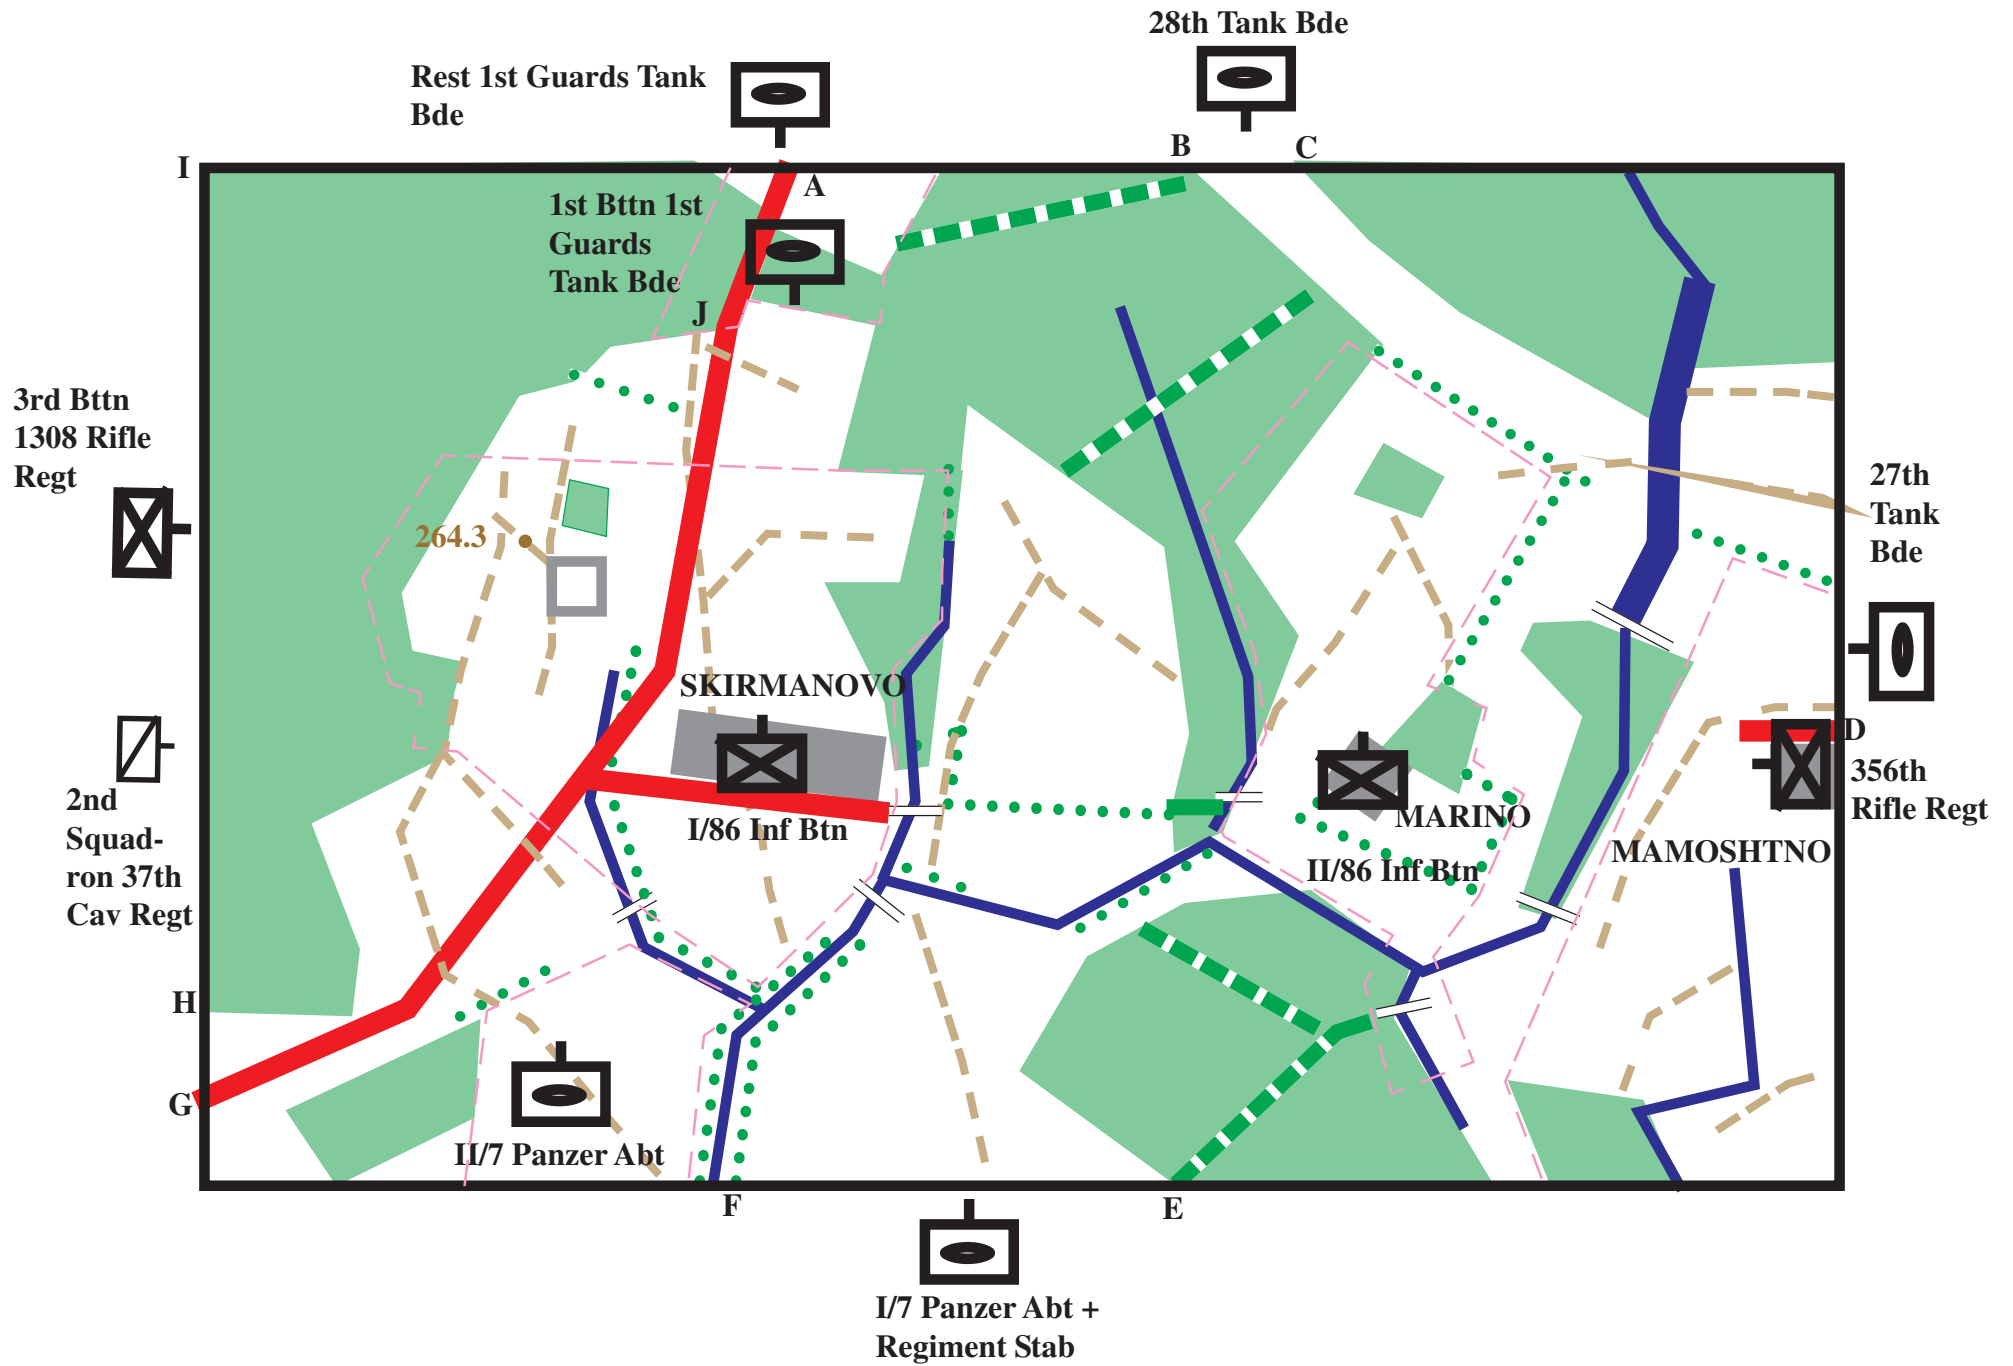 28th Tank Bde
Rest 1st Guards Tank
Bde
B
C
I
A
1st Bttn 1st
Guards
Tank Bde
J
3rd Bttn
1308 Rifle
Regt
264.3
27th
Tank
Bde
SKIRMANOVO
D
2nd
Squad-
ron 37th
Cav Regt
356th
Rifle Regt
I/86 Inf Btn
MARINO
MAMOSHTNO
II/86 Inf Btn
H
G
II/7 Panzer Abt
F
E
I/7 Panzer Abt +
Regiment Stab